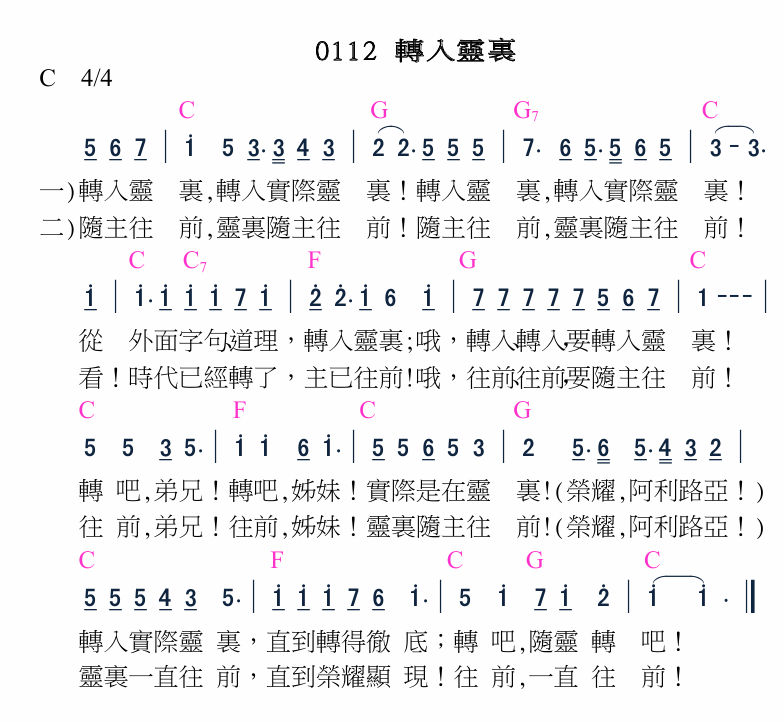 0112 轉入靈裏
C 4/4
C G G7 C
5 6 7 | i 5 3. 3 4 3 | 2 2. 5 5 5 | 7. 6 5. 5 6 5 | 3 - 3.
一)轉入靈 裏,轉入實際靈 裏!轉入靈 裏,轉入實際靈 裏!
二)隨主往 前,靈裏隨主往 前!隨主往 前,靈裏隨主往 前!
C C7 F G C
i | i. i i i 7 i | 2 2. i 6 i | 7 7 7 7 7 5 6 7 | 1 --- |
從 外面字句道理,轉入靈裏;哦,轉入,轉入,要轉入靈 裏!
看!時代已經轉了,主已往前!哦,往前,往前,要隨主往 前!
C F C G
5 5 3 5. | i i 6 i. | 5 5 6 5 3 | 2 5. 6 5. 4 3 2 |
轉 吧,弟兄!轉吧,姊妹!實際是在靈 裏!(榮耀,阿利路亞!)
往 前,弟兄!往前,姊妹!靈裏隨主往 前!(榮耀,阿利路亞!)
C F C G C
5 5 5 4 3 5. | i i i 7 6 i. | 5 i 7 i 2 | i i . ‖
轉入實際靈 裏,直到轉得徹 底;轉 吧,隨靈 轉 吧!
靈裏一直往 前,直到榮耀顯 現!往 前,一直 往 前!